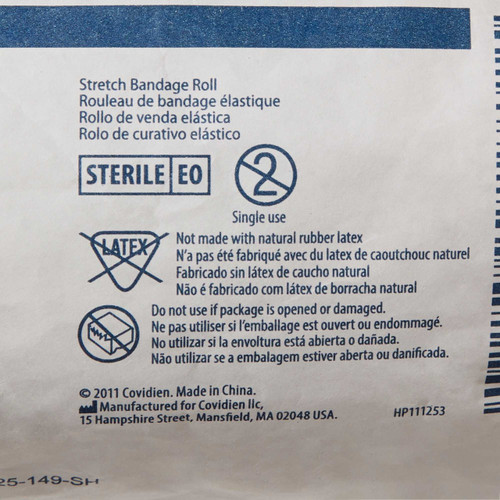 Stretch Bandage Roll
Rouleau de bandage élastique
Rollo de venda elástica
Rolo de curativo elástico
STERILE EO
2
Single use
LATEX
Not made with natural rubber latex
N'a pas été fabriqué avec du latex de caoutchouc naturel
Fabricado sin látex de caucho natural
Não é fabricado com látex de borracha natural
Do not use if package is opened or damaged.
Ne pas utiliser si l'emballage est ouvert ou endommagé.
No utilizar si la envoltura está abierta o dañada.
Não utilizar se a embalagem estiver aberta ou danificada.
© 2011 Covidien. Made in China.
Manufactured for Covidien llc,
15 Hampshire Street, Mansfield, MA 02048 USA.
HP111253
25-149-SH